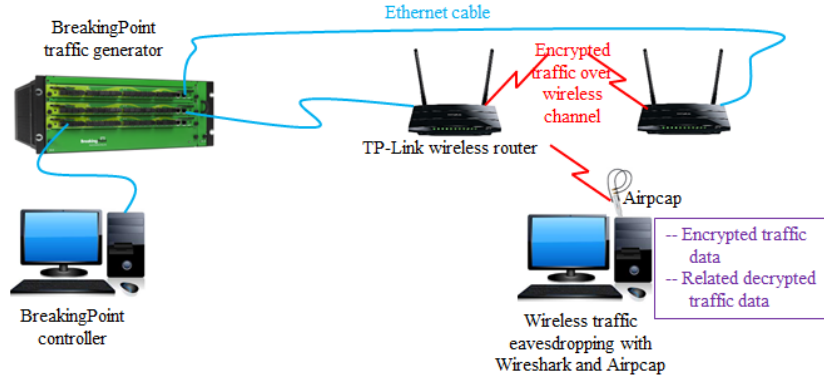 Ethernet cable
BreakingPoint
traffic generator
Encrypted
traffic over
wireless
channel
TP-Link wireless router
Airpcap
-- Encrypted traffic
data
-- Related decrypted
traffic data
BreakingPoint
controller
Wireless traffic
eavesdropping with
Wireshark and Airpcap